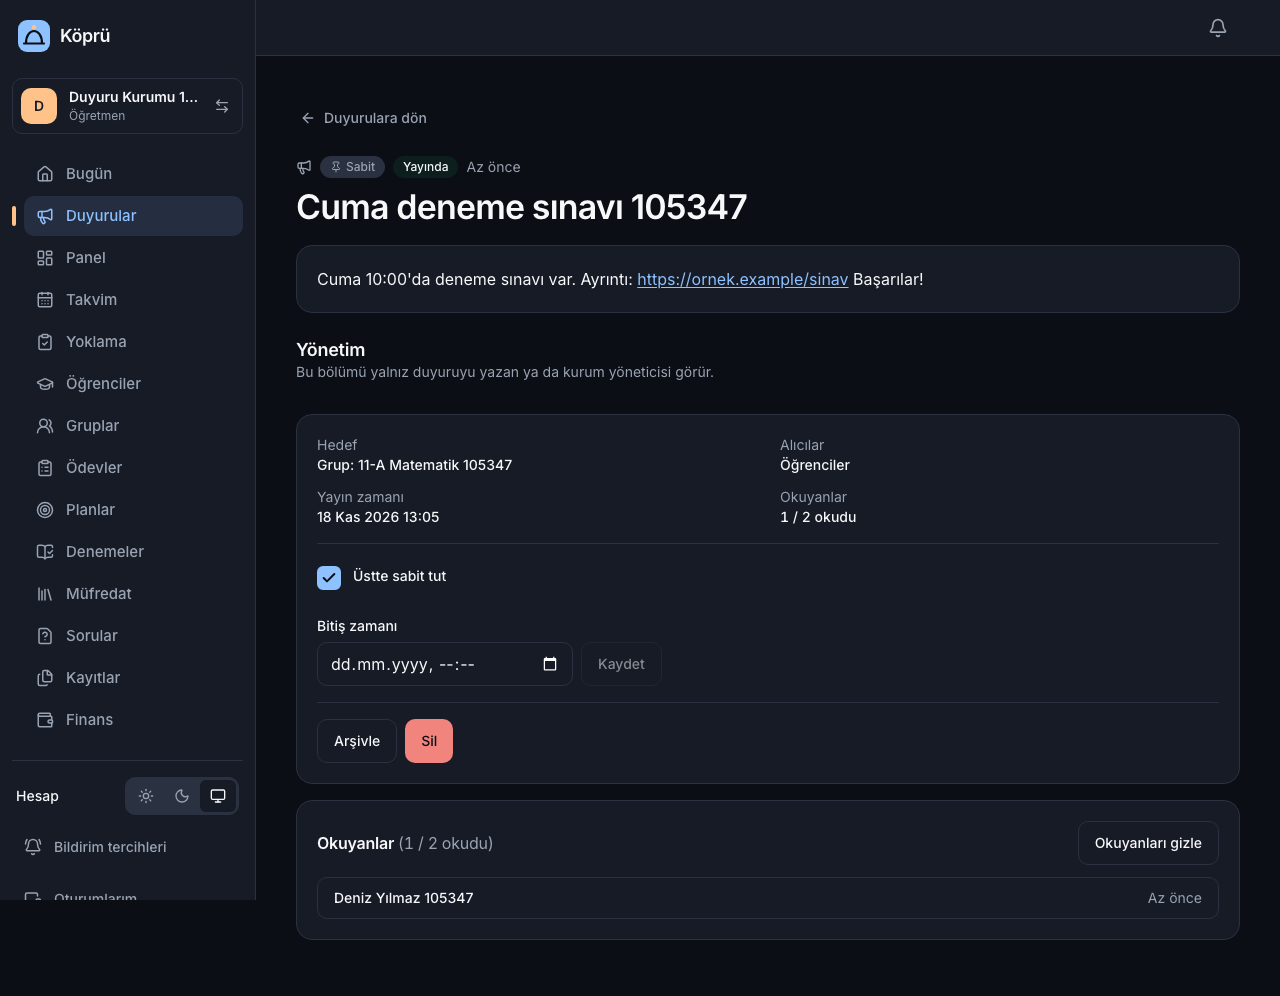 Köprü
D
Duyuru Kurumu 1...
Öğretmen
Bugün
Duyurular
Panel
Takvim
Yoklama
Öğrenciler
Gruplar
Ödevler
Planlar
Denemeler
Müfredat
Sorular
Kayıtlar
Finans
Hesap
Bildirim tercihleri
Oturumlarım
Duyurulara dön
Sabit Yayında Az önce
Cuma deneme sınavı 105347
Cuma 10:00'da deneme sınavı var. Ayrıntı: https://ornek.example/sinav Başarılar!
Yönetim
Bu bölümü yalnız duyuruyu yazan ya da kurum yöneticisi görür.
Hedef
Grup: 11-A Matematik 105347
Alıcılar
Öğrenciler
Yayın zamanı
18 Kas 2026 13:05
Okuyanlar
1 / 2 okudu
Üstte sabit tut
Bitiş zamanı
dd.mm.yyyy, --:-- Kaydet
Arşivle Sil
Okuyanlar (1 / 2 okudu) Okuyanları gizle
Deniz Yılmaz 105347 Az önce